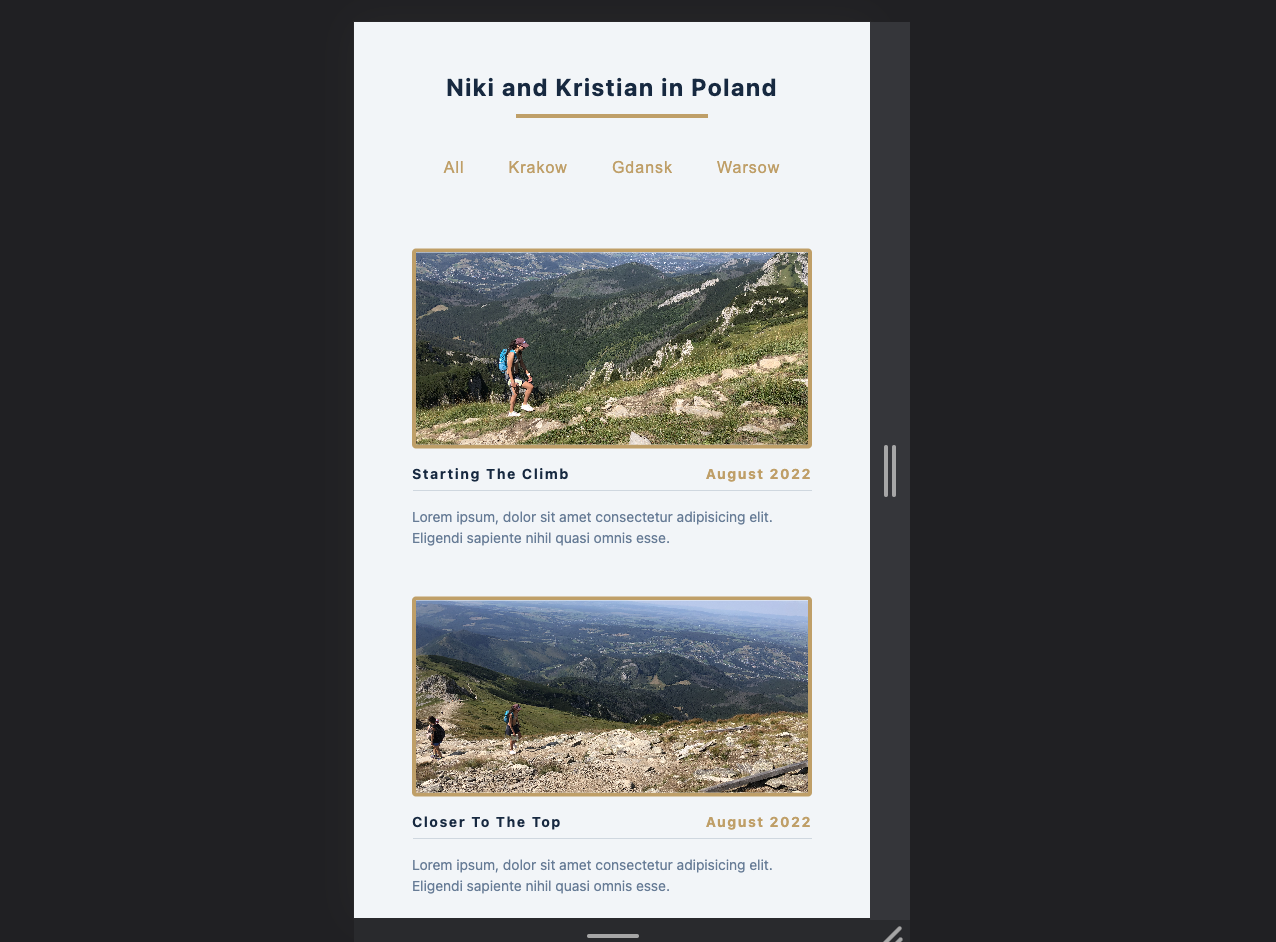 Niki and Kristian in Poland
All Krakow Gdansk Warsow
Starting The Climb August 2022
Lorem ipsum, dolor sit amet consectetur adipisicing elit.
Eligendi sapiente nihil quasi omnis esse.
Closer To The Top August 2022
Lorem ipsum, dolor sit amet consectetur adipisicing elit.
Eligendi sapiente nihil quasi omnis esse.